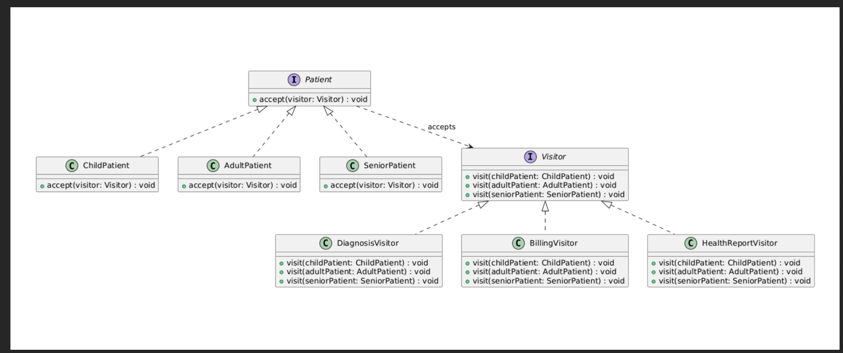 I Patient
accept(visitor: Visitor) : void
accepts
C ChildPatient
accept(visitor: Visitor) : void
C AdultPatient
accept(visitor: Visitor) : void
C SeniorPatient
accept(visitor: Visitor) : void
I Visitor
visit(childPatient: ChildPatient) : void
visit(adultPatient: AdultPatient) : void
visit(seniorPatient: SeniorPatient) : void
C DiagnosisVisitor
visit(childPatient: ChildPatient) : void
visit(adultPatient: AdultPatient) : void
visit(seniorPatient: SeniorPatient) : void
C BillingVisitor
visit(childPatient: ChildPatient) : void
visit(adultPatient: AdultPatient) : void
visit(seniorPatient: SeniorPatient) : void
C HealthReportVisitor
visit(childPatient: ChildPatient) : void
visit(adultPatient: AdultPatient) : void
visit(seniorPatient: SeniorPatient) : void